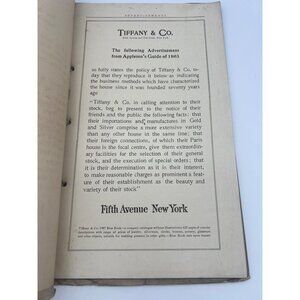 ADVERTISEMENTS
TIFFANY & CO.
The following Advertisement
from Appleton's Guide of 1863
so fully states the policy of Tiffany & Co. to-
day that they reproduce it below as indicating
the business methods which have characterized
the house since it was founded seventy years
ago
"Tiffany & Co. in calling attention to their
stock, beg to present to the notice of their
friends and the public the following facts: that
their importations and manufactures in Gold
and Silver comprise a more extensive variety
than any other house in the same line; that
their foreign connections, of which their Paris
house is the focal centre, give them extraordi-
nary facilities for the selection of their general
stock, and the execution of special orders; that
it is their determination as it is their interest,
to make reasonable charges as prominent a fea-
ture of their establishment as the beauty and
variety of their stock"
Fifth Avenue New York